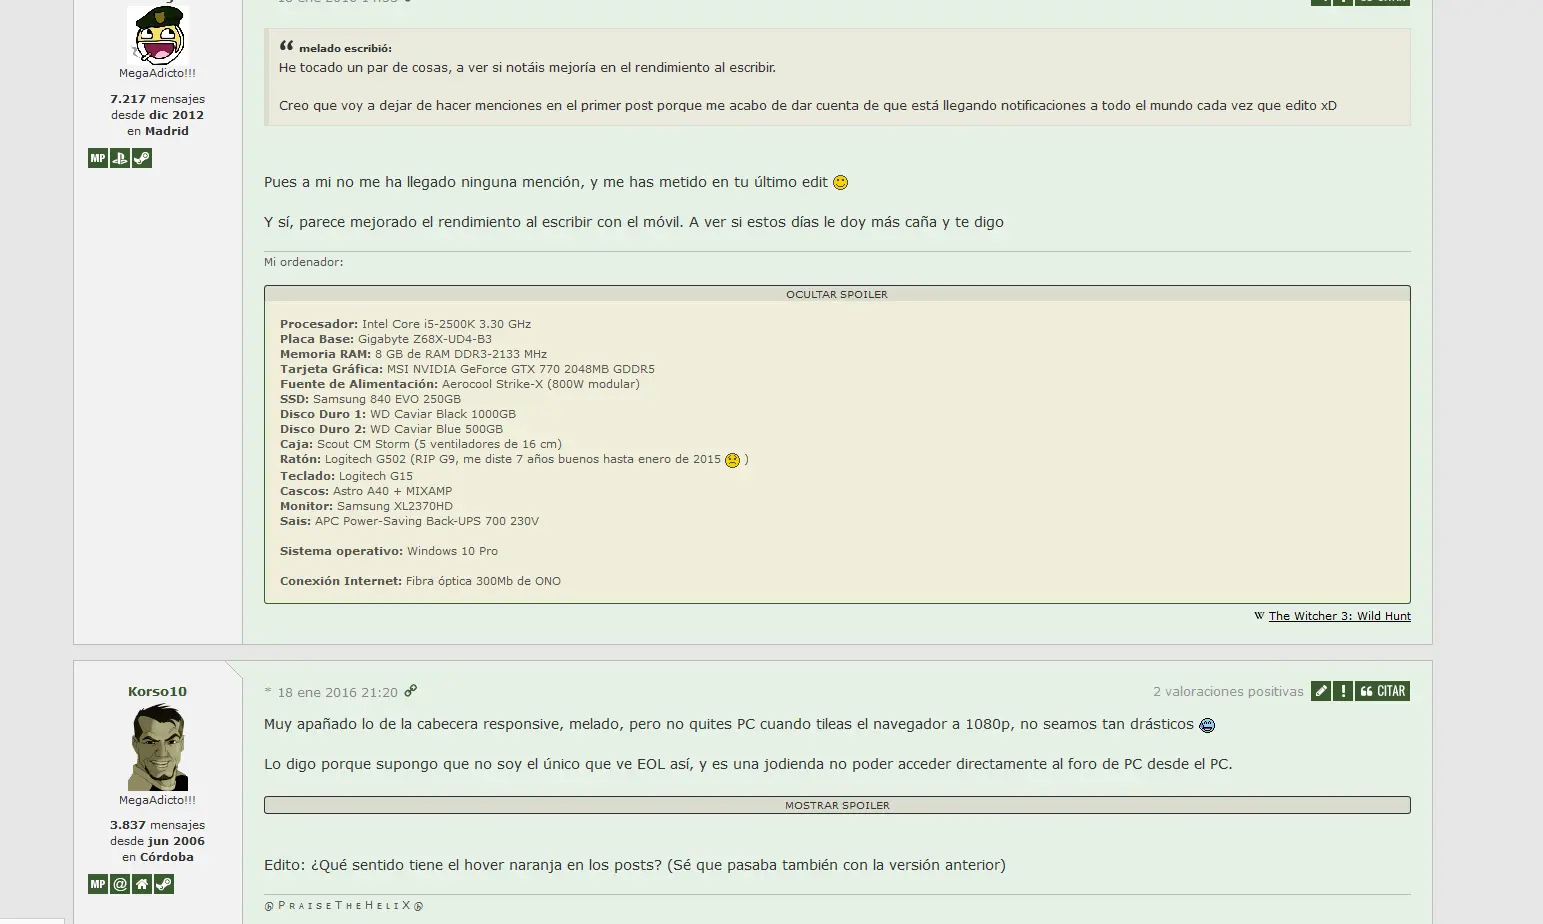 “ melado escribió:
He tocado un par de cosas, a ver si notáis mejoría en el rendimiento al escribir.
Creo que voy a dejar de hacer menciones en el primer post porque me acabo de dar cuenta de que está llegando notificaciones a todo el mundo cada vez que edito xD
MegaAdicto!!!
7.217 mensajes
desde dic 2012
en Madrid
MP
Pues a mi no me ha llegado ninguna mención, y me has metido en tu último edit
Y sí, parece mejorado el rendimiento al escribir con el móvil. A ver si estos días le doy más caña y te digo
Mi ordenador:
OCULTAR SPOILER
Procesador: Intel Core i5-2500K 3.30 GHz
Placa Base: Gigabyte Z68X-UD4-B3
Memoria RAM: 8 GB de RAM DDR3-2133 MHz
Tarjeta Gráfica: MSI NVIDIA GeForce GTX 770 2048MB GDDR5
Fuente de Alimentación: Aerocool Strike-X (800W modular)
SSD: Samsung 840 EVO 250GB
Disco Duro 1: WD Caviar Black 1000GB
Disco Duro 2: WD Caviar Blue 500GB
Caja: Scout CM Storm (5 ventiladores de 16 cm)
Ratón: Logitech G502 (RIP G9, me diste 7 años buenos hasta enero de 2015 )
Teclado: Logitech G15
Cascos: Astro A40 + MIXAMP
Monitor: Samsung XL2370HD
Sais: APC Power-Saving Back-UPS 700 230V
Sistema operativo: Windows 10 Pro
Conexión Internet: Fibra óptica 300Mb de ONO
W The Witcher 3: Wild Hunt
Korso10
MegaAdicto!!!
3.837 mensajes
desde jun 2006
en Córdoba
MP @
* 18 ene 2016 21:20
2 valoraciones positivas ! “ CITAR
Muy apañado lo de la cabecera responsive, melado, pero no quites PC cuando tileas el navegador a 1080p, no seamos tan drásticos
Lo digo porque supongo que no soy el único que ve EOL así, y es una jodienda no poder acceder directamente al foro de PC desde el PC.
MOSTRAR SPOILER
Edito: ¿Qué sentido tiene el hover naranja en los posts? (Sé que pasaba también con la versión anterior)
PRAISETHEHELIX